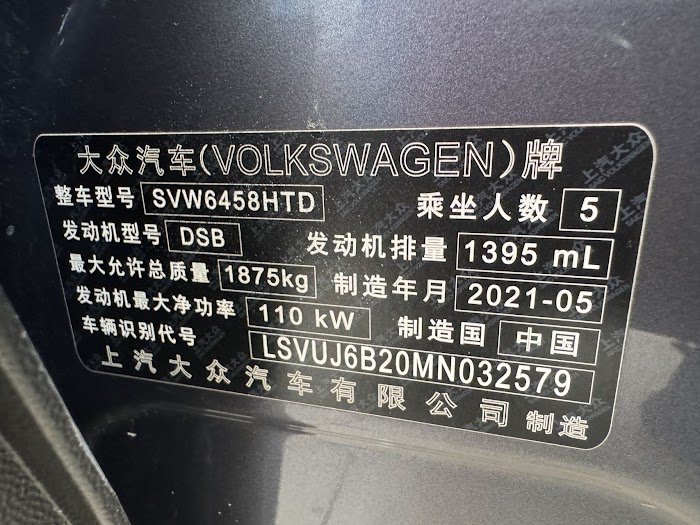 大众汽车(VOLKSWAGEN)牌
整车型号 SVW6458HTD 乘坐人数 5
发动机型号 DSB 发动机排量 1395 mL
最大允许总质量 1875kg 制造年月 2021-05
发动机最大净功率 110 kW 制造国 中国
车辆识别代号 LSVUJ6B20MN032579
上汽大众汽车有限公司 制造